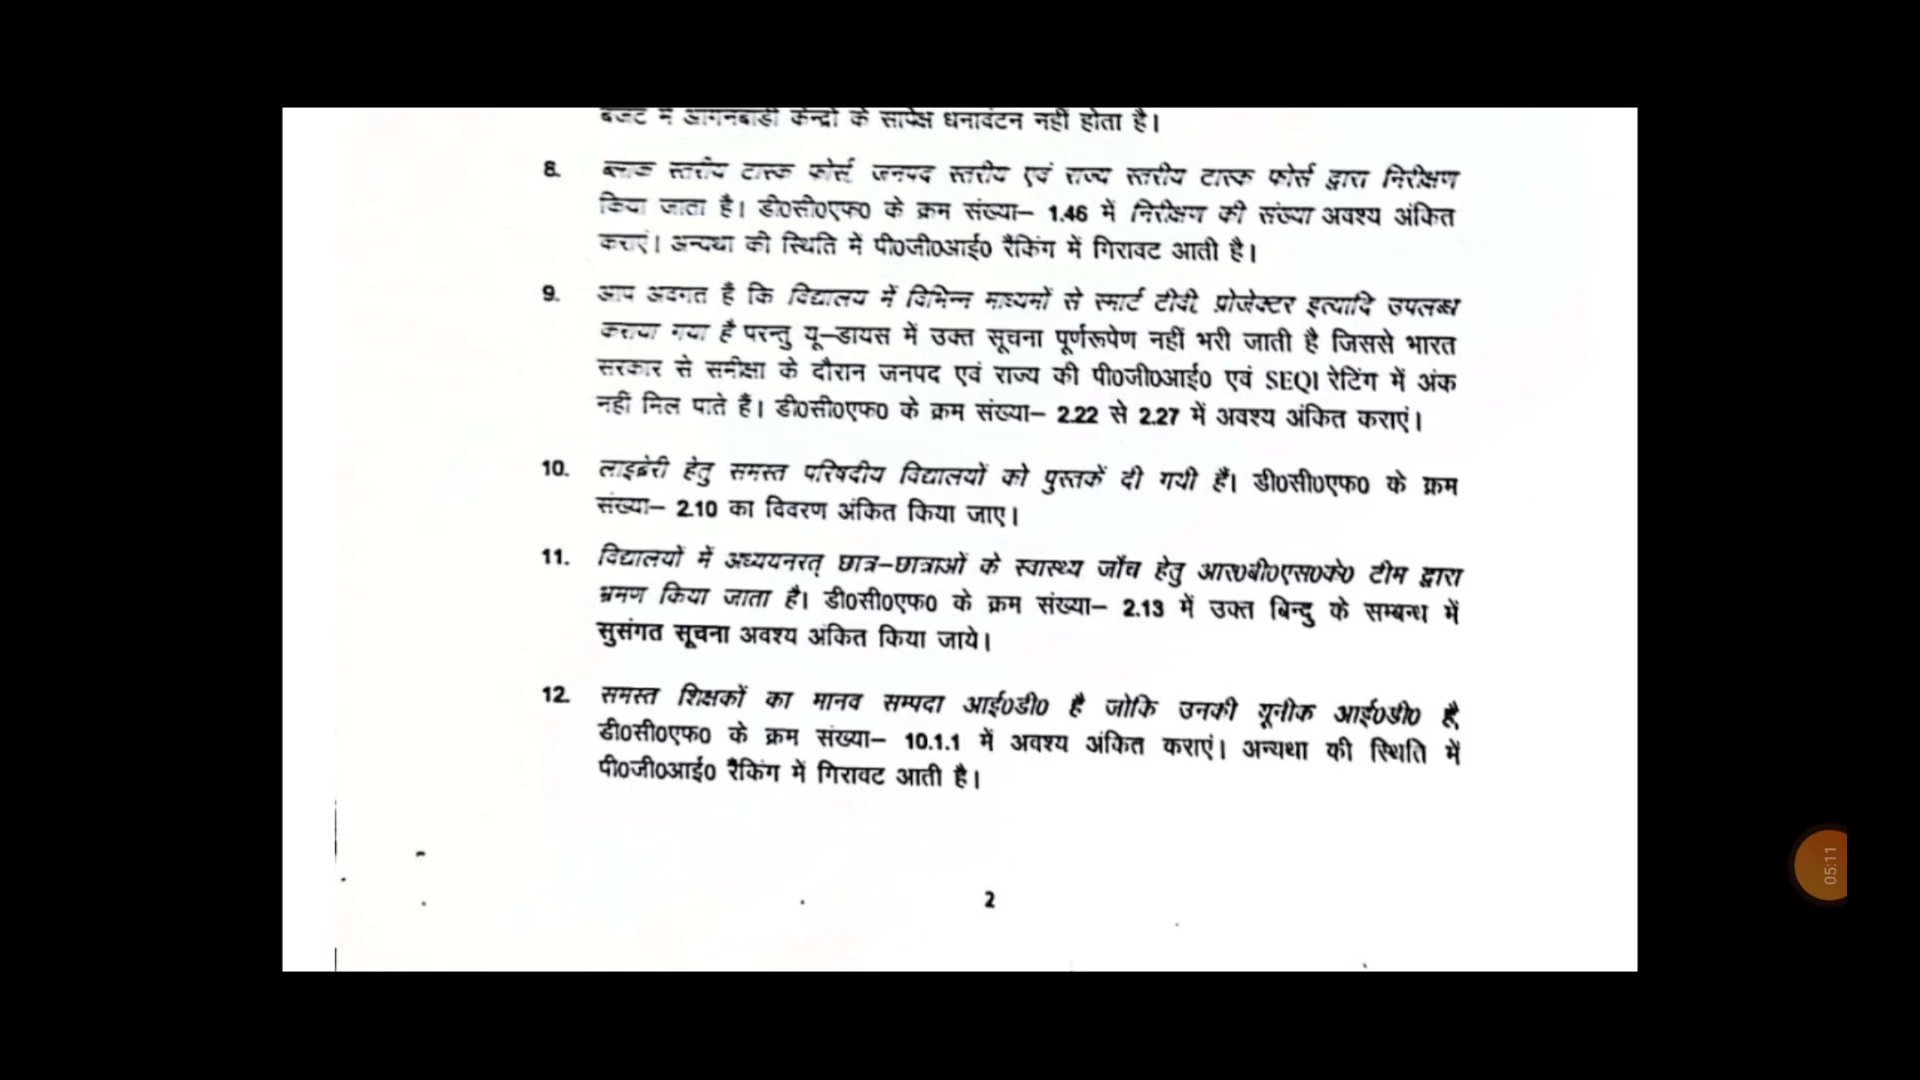 बजट में आंगनबाडी केन्द्रों के सापेक्ष धनावंटन नहीं होता है।
8. ब्लाक स्तरीय टास्क फोर्स, जनपद स्तरीय एवं राज्य स्तरीय टास्क फोर्स द्वारा निरीक्षण
किया जाता है। डी0सी0एफ0 के क्रम संख्या– 1.46 में निरीक्षण की संख्या अवश्य अंकित
कराएं। अन्यथा की स्थिति में पी0जी0आई0 रैकिंग में गिरावट आती है।
9. आप अवगत है कि विद्यालय में विभिन्न माध्यमों से स्मार्ट टीवी, प्रोजेक्टर इत्यादि उपलब्ध
कराया गया है परन्तु यू–डायस में उक्त सूचना पूर्णरूपेण नहीं भरी जाती है जिससे भारत
सरकार से समीक्षा के दौरान जनपद एवं राज्य की पी0जी0आई0 एवं SEQI रेटिंग में अंक
नहीं मिल पाते हैं। डी0सी0एफ0 के क्रम संख्या– 2.22 से 2.27 में अवश्य अंकित कराएं।
10. लाइब्रेरी हेतु समस्त परिषदीय विद्यालयों को पुस्तकें दी गयी हैं। डी0सी0एफ0 के क्रम
संख्या– 2.10 का विवरण अंकित किया जाए।
11. विद्यालयों में अध्ययनरत् छात्र–छात्राओं के स्वास्थ्य जॉच हेतु आर0बी0एस0के0 टीम द्वारा
भ्रमण किया जाता है। डी0सी0एफ0 के क्रम संख्या– 2.13 में उक्त बिन्दु के सम्बन्ध में
सुसंगत सूचना अवश्य अंकित किया जाये।
12. समस्त शिक्षकों का मानव सम्पदा आई0डी0 है जोकि उनकी यूनीक आई0डी0 है,
डी0सी0एफ0 के क्रम संख्या– 10.1.1 में अवश्य अंकित कराएं। अन्यथा की स्थिति में
पी0जी0आई0 रैकिंग में गिरावट आती है।
2
05:11